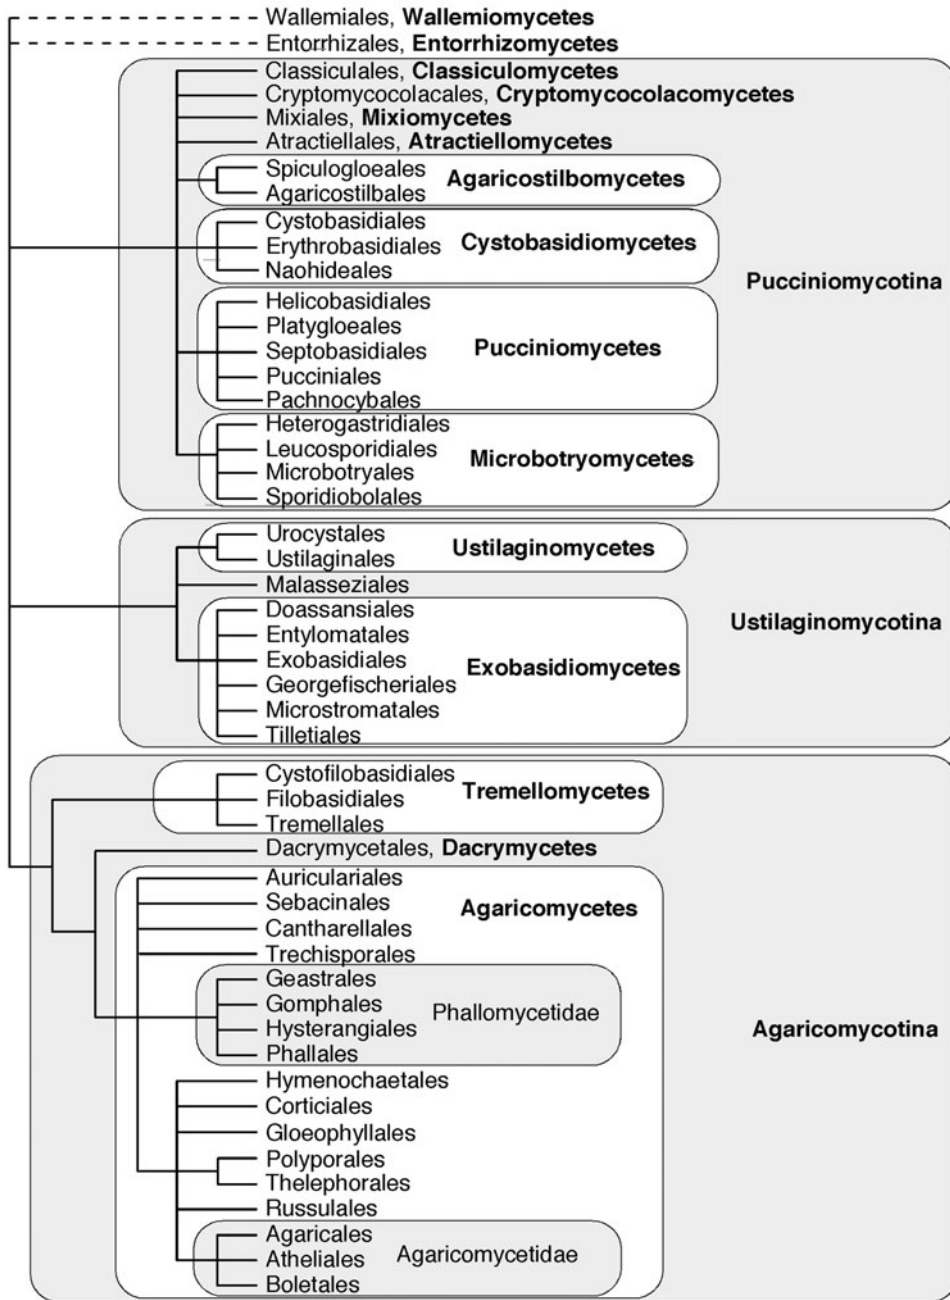 Wallemiales, Wallemiomycetes
Entorrhizales, Entorrhizomycetes
Classiculales, Classiculomycetes
Cryptomycocolacales, Cryptomycocolacomycetes
Mixiales, Mixiomycetes
Atractiellales, Atractiellomycetes
Spiculogloeales
Agaricostilbomycetes
Agaricostilbales
Cystobasidiales
Cystobasidiomycetes
Erythrobasidiales
Naohideales
Pucciniomycotina
Helicobasidiales
Platygloeales
Pucciniomycetes
Septobasidiales
Pucciniales
Pachnocybales
Heterogastridiales
Leucosporidiales
Microbotryomycetes
Microbotryales
Sporidiobolales
Urocystales
Ustilaginomycetes
Ustilaginales
Malasseziales
Doassansiales
Ustilaginomycotina
Entylomatales
Exobasidiales
Exobasidiomycetes
Georgefischeriales
Microstromatales
Tilletiales
Cystofilobasidiales
Tremellomycetes
Filobasidiales
Tremellales
Dacrymycetales, Dacrymycetes
Auriculariales
Sebacinales
Agaricomycetes
Cantharellales
Trechisporales
Geastrales
Gomphales
Phallomycetidae
Hysterangiales
Agaricomycotina
Phallales
Hymenochaetales
Corticiales
Gloeophyllales
Polyporales
Thelephorales
Russulales
Agaricales
Agaricomycetidae
Atheliales
Boletales